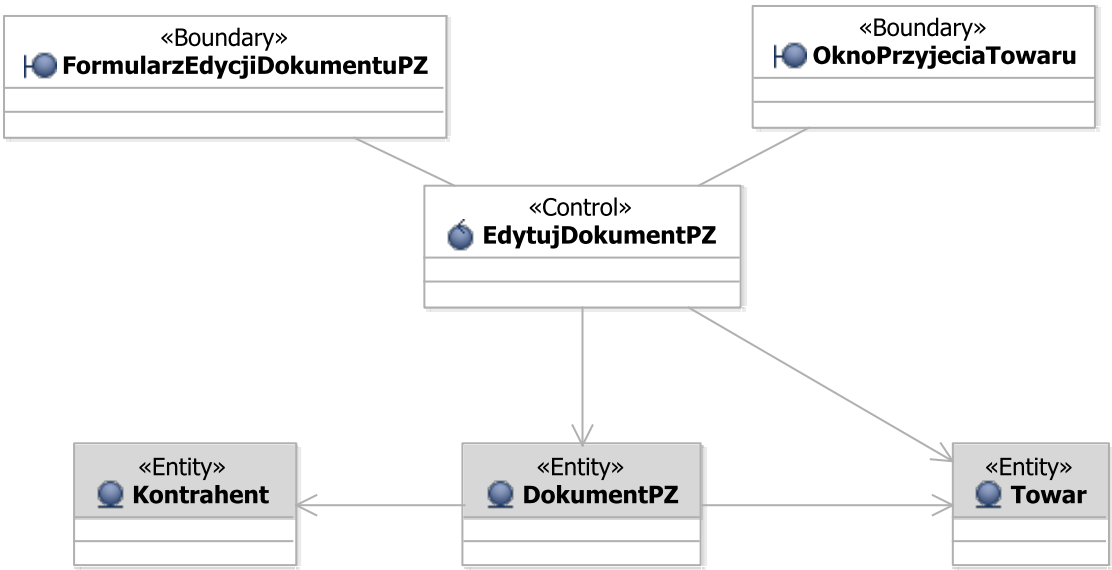 «Boundary»
FormularzEdycjiDokumentuPZ
«Boundary»
OknoPrzyjeciaTowaru
«Control»
EdytujDokumentPZ
«Entity»
Kontrahent
«Entity»
DokumentPZ
«Entity»
Towar